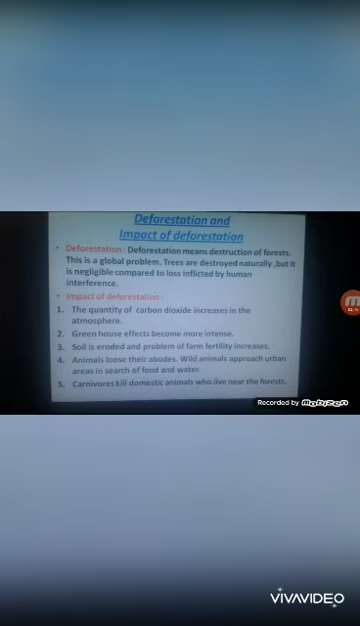 Deforestation and
Impact of deforestation
• Deforestation : Deforestation means destruction of forests.
This is a global problem. Trees are destroyed naturally ,but it
is negligible compared to loss inflicted by human
interference.
• Impact of deforestation :
1. The quantity of carbon dioxide increases in the
atmosphere.
2. Green house effects become more intense.
3. Soil is eroded and problem of farm fertility increases.
4. Animals loose their abodes. Wild animals approach urban
areas in search of food and water.
5. Carnivores kill domestic animals who live near the forests.
Recorded by mobizen
VIVAVIDEO